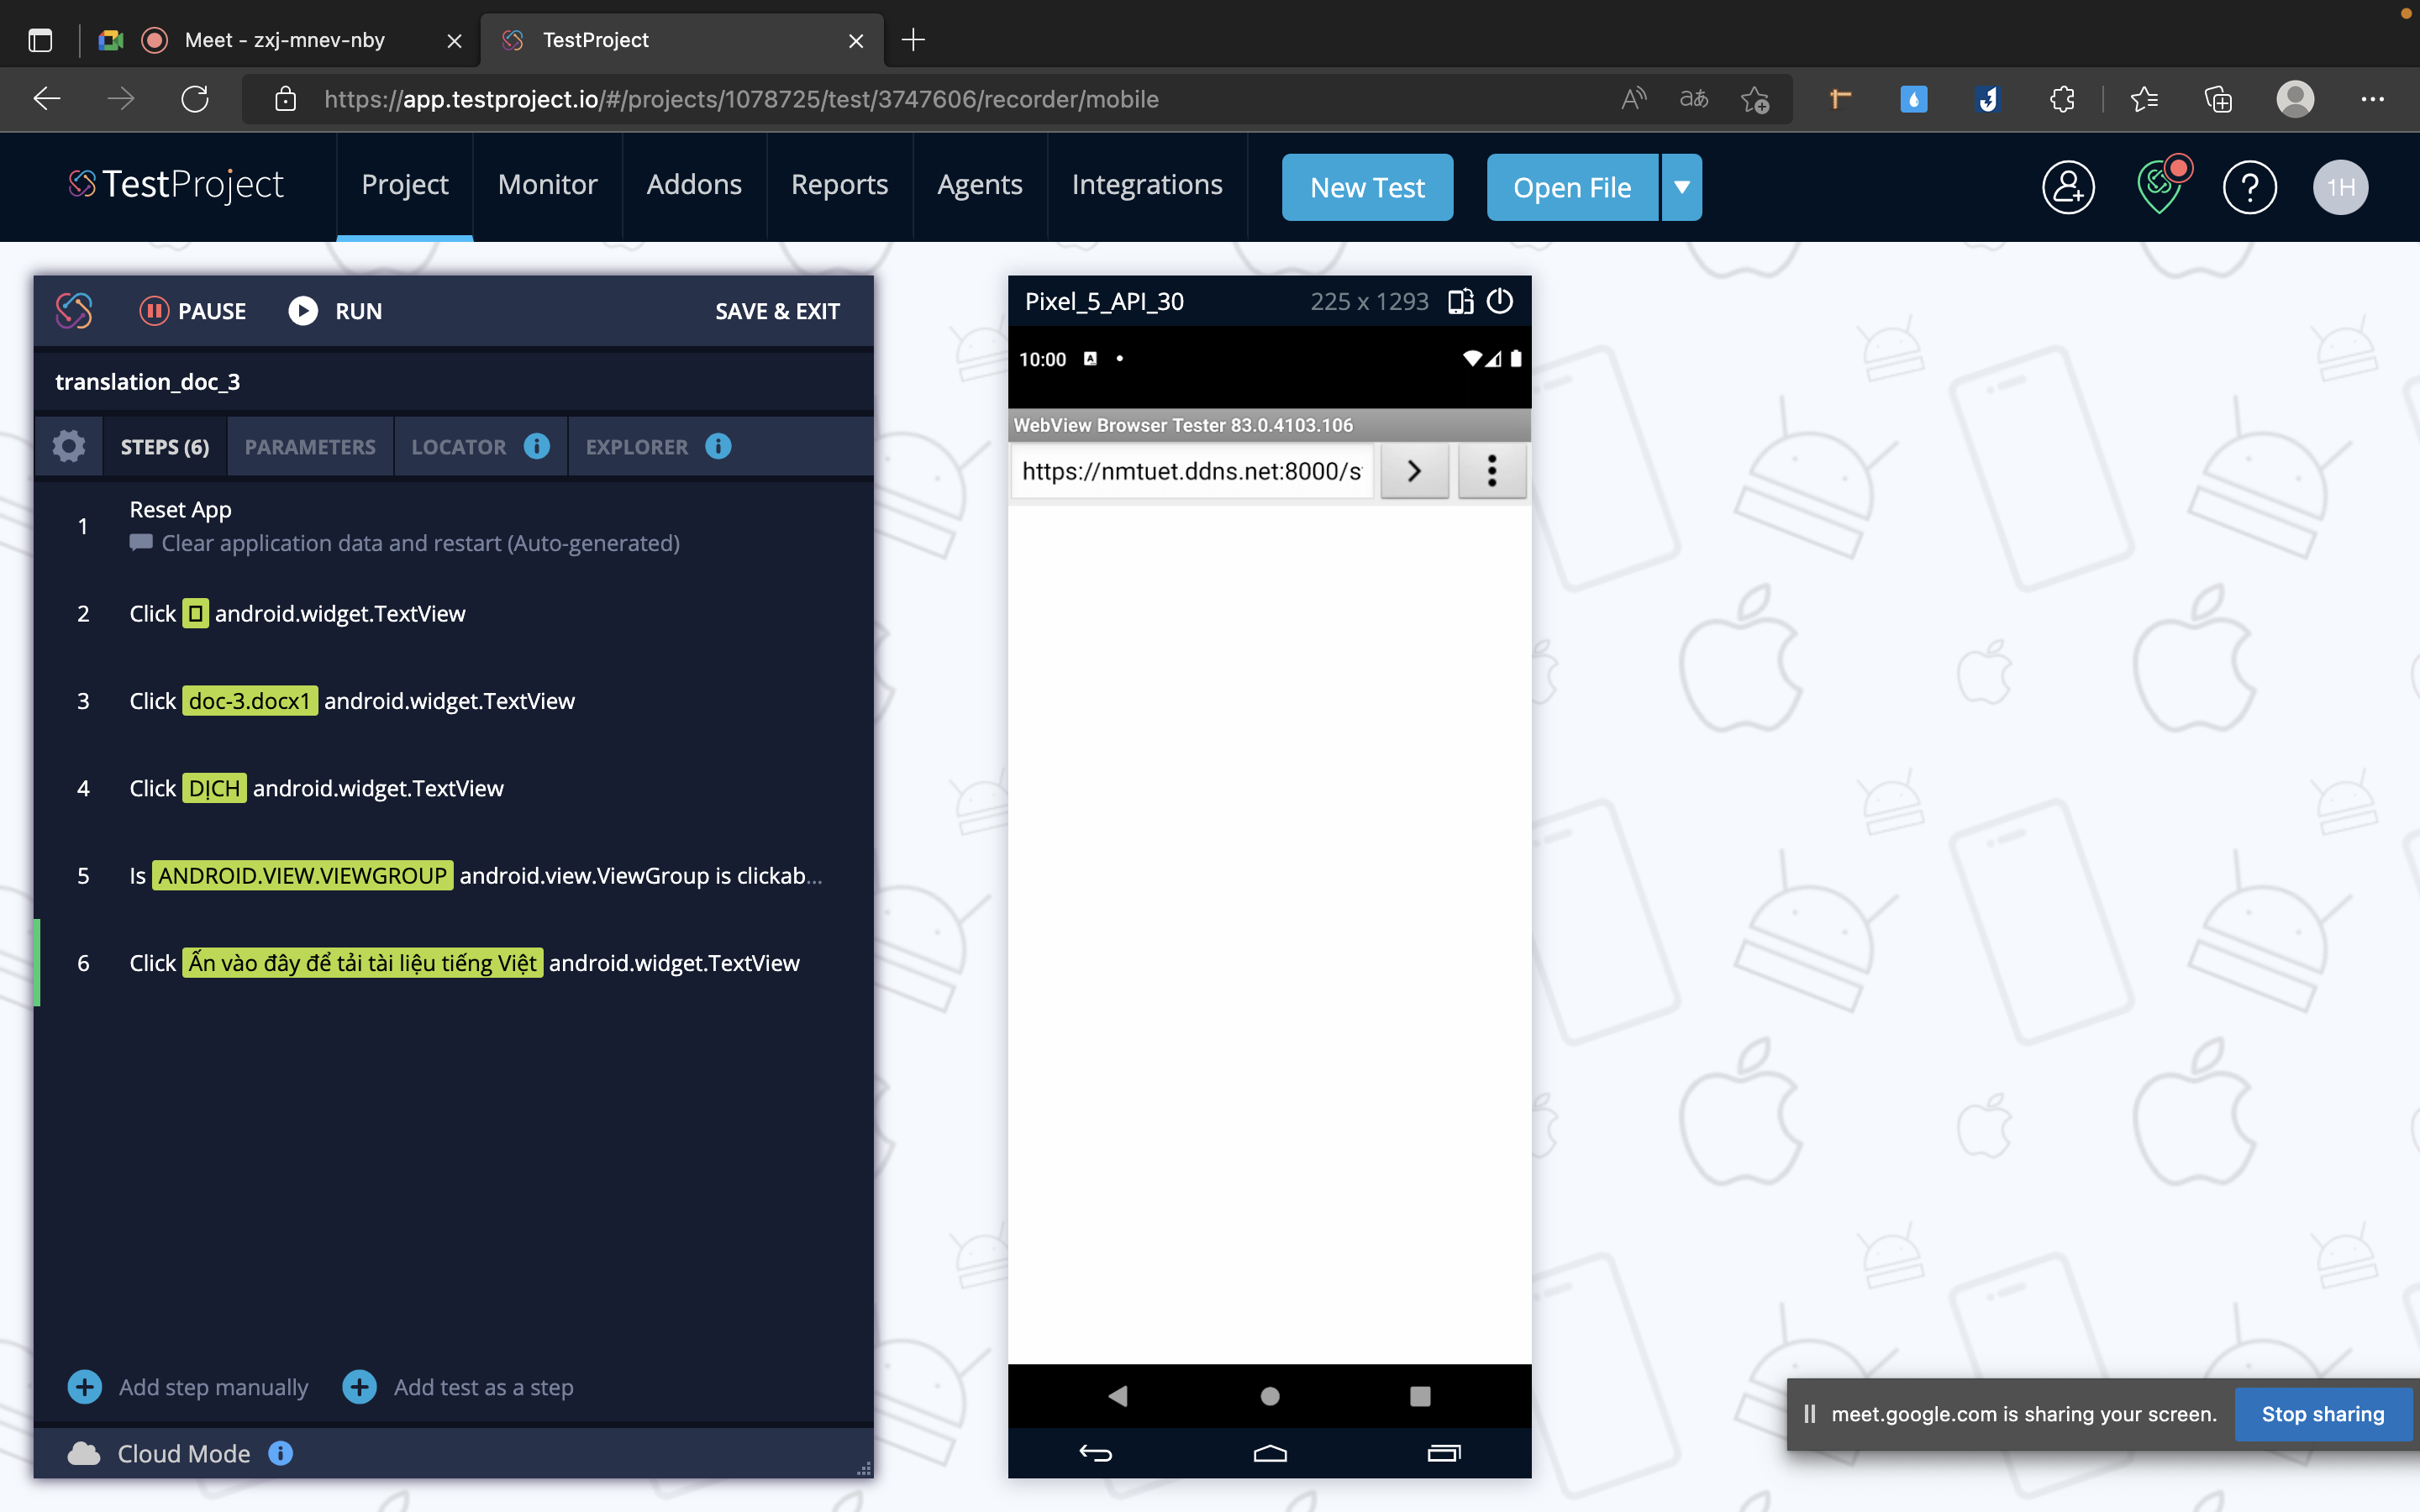 Meet - zxj-mnev-nby
TestProject
https://app.testproject.io/#/projects/1078725/test/3747606/recorder/mobile
TestProject
Project
Monitor
Addons
Reports
Agents
Integrations
New Test
Open File
1H
PAUSE
RUN
SAVE & EXIT
translation_doc_3
STEPS (6)
PARAMETERS
LOCATOR
EXPLORER
1 Reset App
Clear application data and restart (Auto-generated)
2 Click android.widget.TextView
3 Click doc-3.docx1 android.widget.TextView
4 Click DỊCH android.widget.TextView
5 Is ANDROID.VIEW.VIEWGROUP android.view.ViewGroup is clickab...
6 Click Ấn vào đây để tải tài liệu tiếng Việt android.widget.TextView
Add step manually
Add test as a step
Cloud Mode
Pixel_5_API_30
225 x 1293
10:00
WebView Browser Tester 83.0.4103.106
https://nmtuet.ddns.net:8000/s
meet.google.com is sharing your screen.
Stop sharing